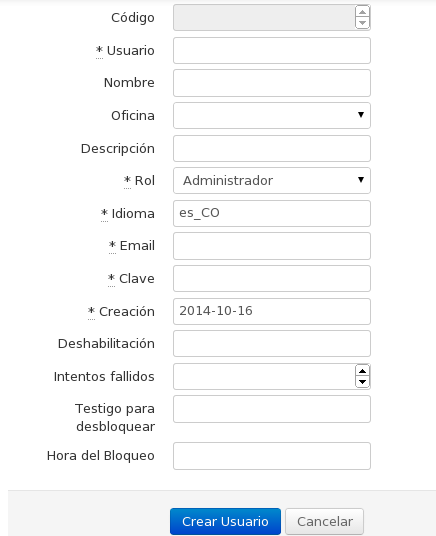 Código
* Usuario
Nombre
Oficina
Descripción
* Rol Administrador
* Idioma es_CO
* Email
* Clave
* Creación 2014-10-16
Deshabilitación
Intentos fallidos
Testigo para
desbloquear
Hora del Bloqueo
Crear Usuario Cancelar